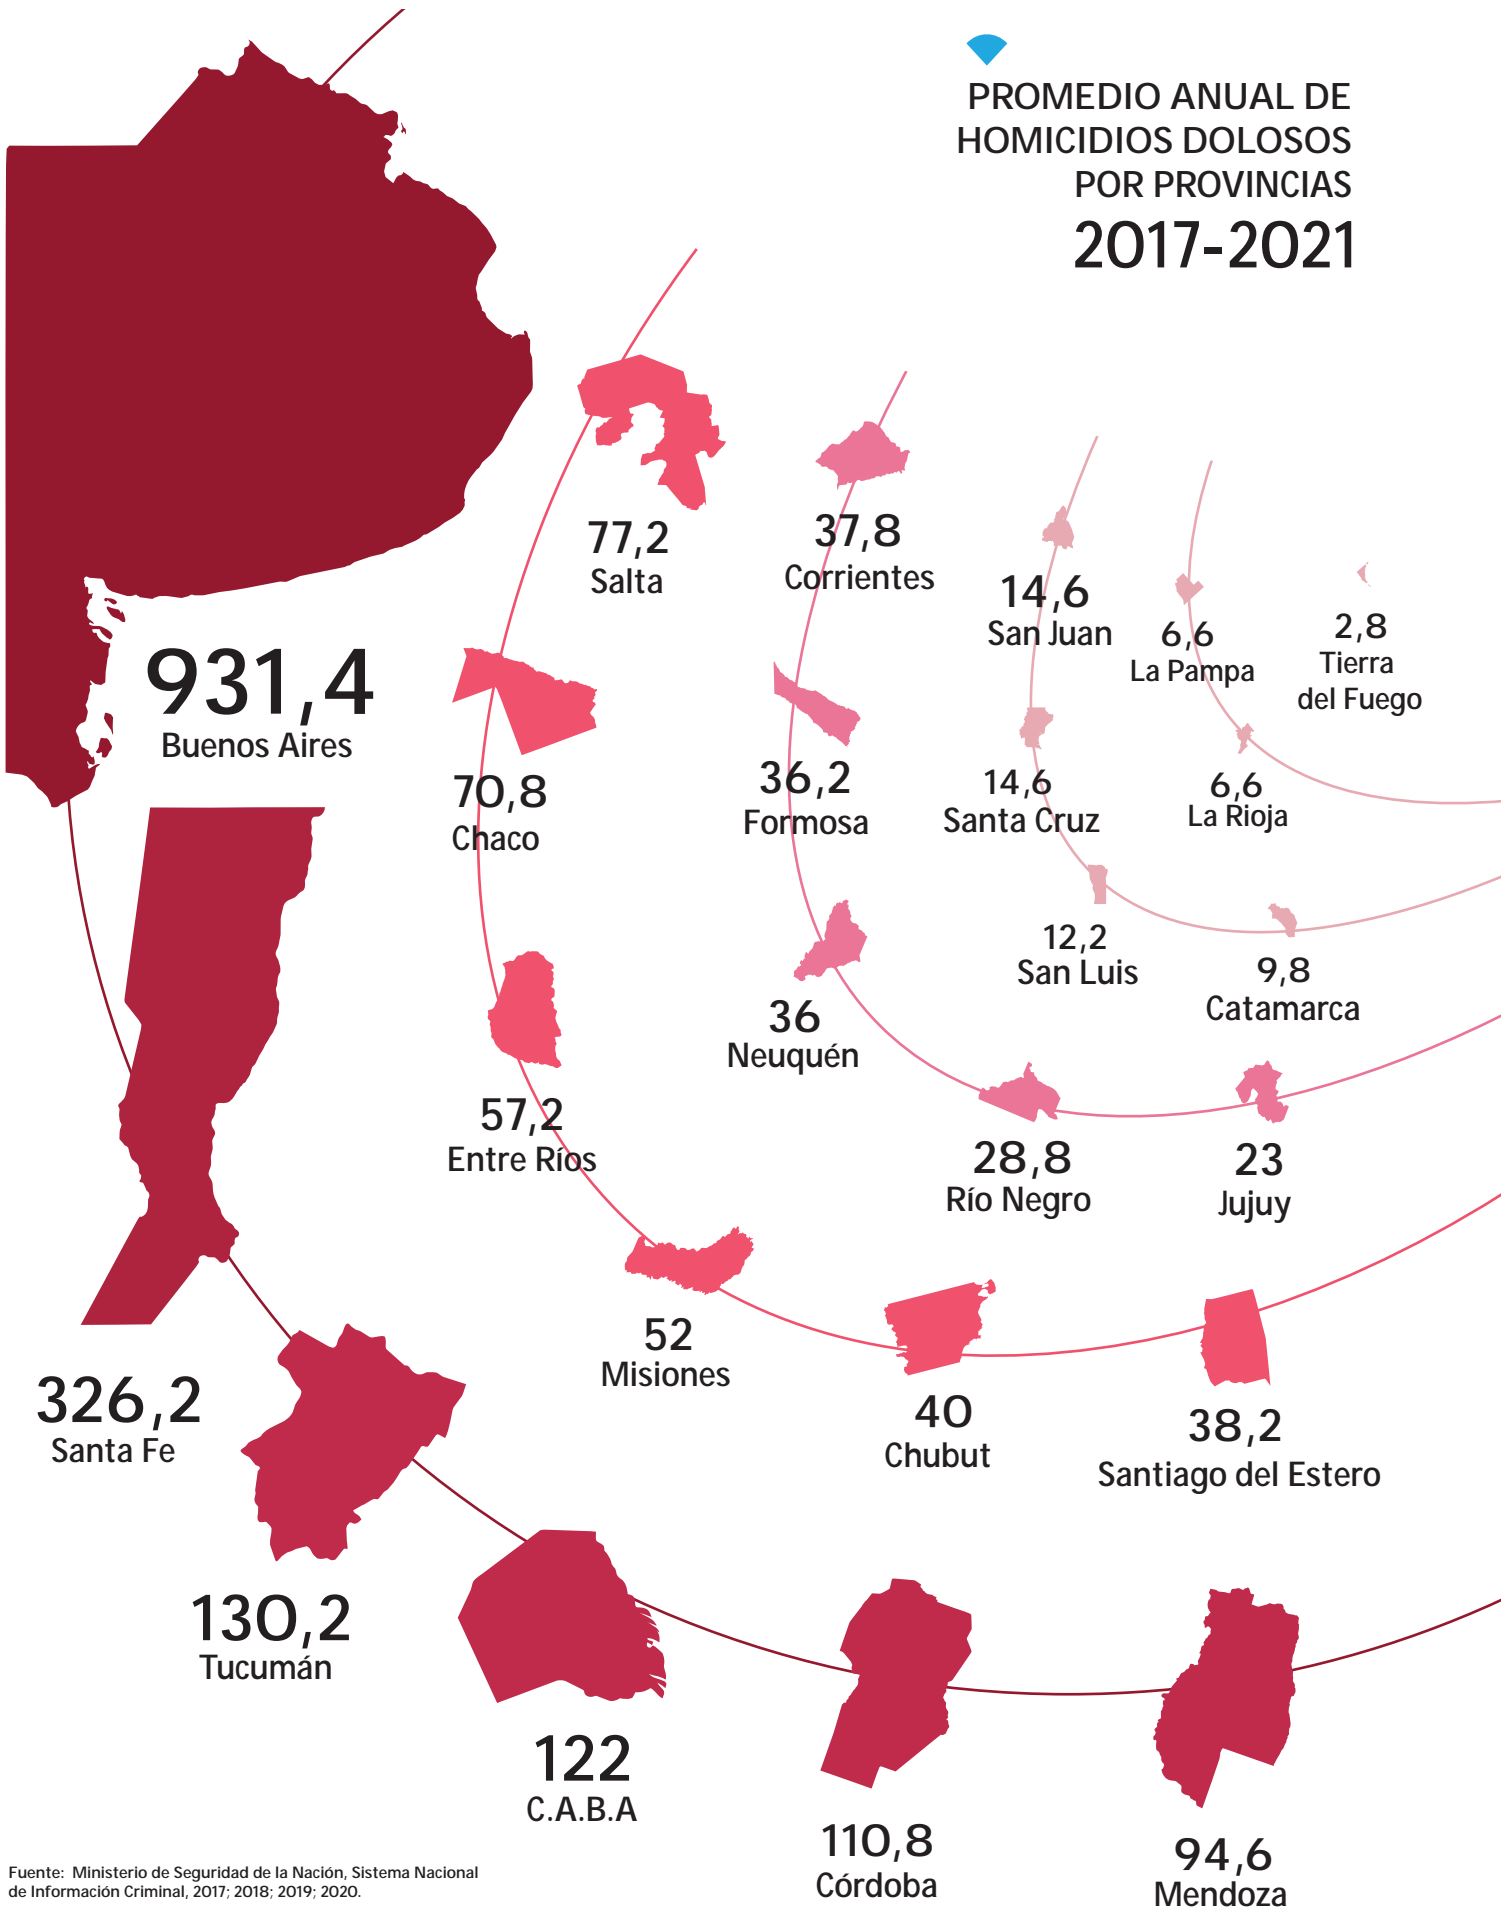 PROMEDIO ANUAL DE
HOMICIDIOS DOLOSOS
POR PROVINCIAS
2017-2021
931,4
Buenos Aires
326,2
Santa Fe
130,2
Tucumán
122
C.A.B.A
110,8
Córdoba
94,6
Mendoza
77,2
Salta
70,8
Chaco
57,2
Entre Ríos
52
Misiones
40
Chubut
38,2
Santiago del Estero
37,8
Corrientes
36,2
Formosa
36
Neuquén
28,8
Río Negro
23
Jujuy
14,6
San Juan
14,6
Santa Cruz
12,2
San Luis
9,8
Catamarca
6,6
La Pampa
6,6
La Rioja
2,8
Tierra
del Fuego
Fuente: Ministerio de Seguridad de la Nación, Sistema Nacional
de Información Criminal, 2017; 2018; 2019; 2020.